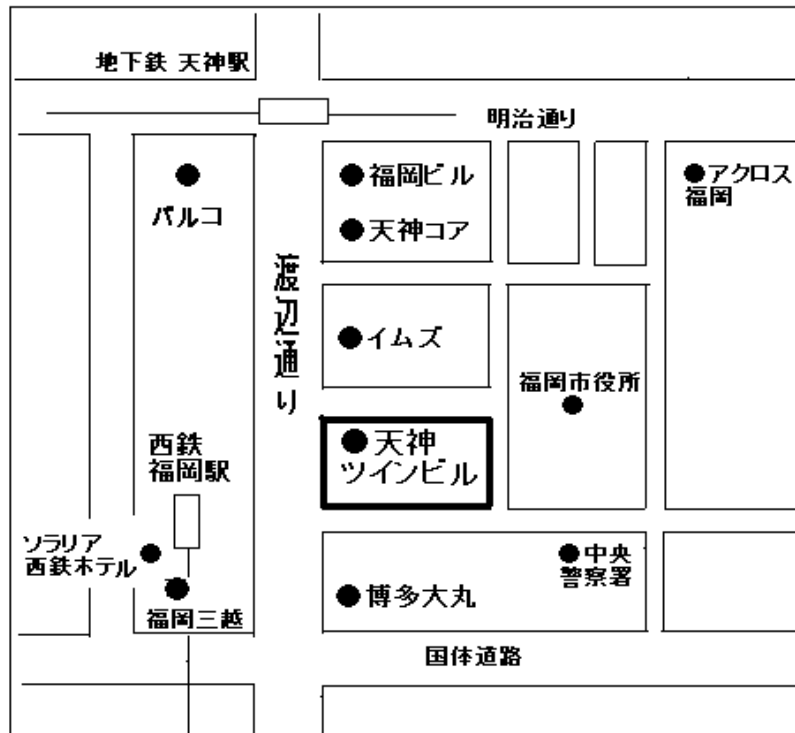 地下鉄 天神駅
明治通り
パルコ
●福岡ビル
●天神コア
●アクロス
福岡
渡辺通り
●イムズ
福岡市役所
●天神
ツインビル
西鉄
福岡駅
ソラリア
西鉄ホテル
福岡三越
●博多大丸
●中央
警察署
国体道路